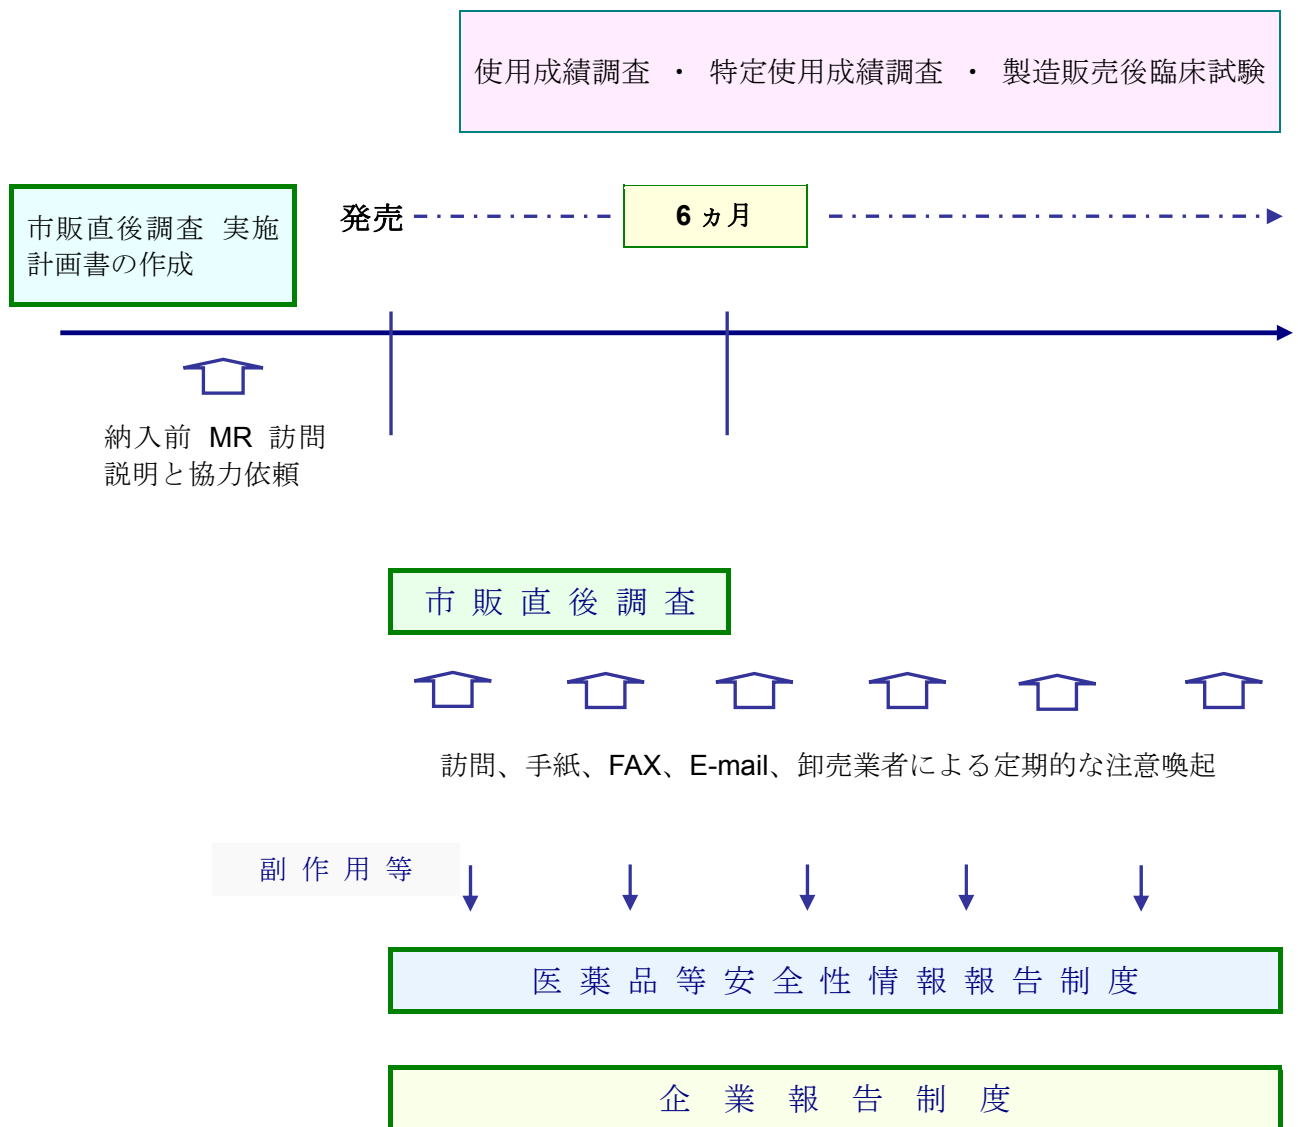 使用成績調査 ・ 特定使用成績調査 ・ 製造販売後臨床試験
市販直後調査 実施
計画書の作成
発売
6 ヵ月
納入前 MR 訪問
説明と協力依頼
市販直後調査
訪問、手紙、FAX、E-mail、卸売業者による定期的な注意喚起
副作用等
医薬品等安全性情報報告制度
企業報告制度